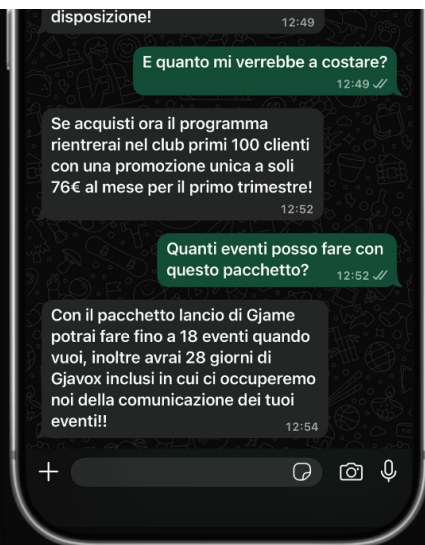 disposizione!
12:49
E quanto mi verrebbe a costare?
12:49
Se acquisti ora il programma
rientrerai nel club primi 100 clienti
con una promozione unica a soli
76€ al mese per il primo trimestre!
12:52
Quanti eventi posso fare con
questo pacchetto? 12:52
Con il pacchetto lancio di Gjame
potrai fare fino a 18 eventi quando
vuoi, inoltre avrai 28 giorni di
Gjavox inclusi in cui ci occuperemo
noi della comunicazione dei tuoi
eventi!! 12:54